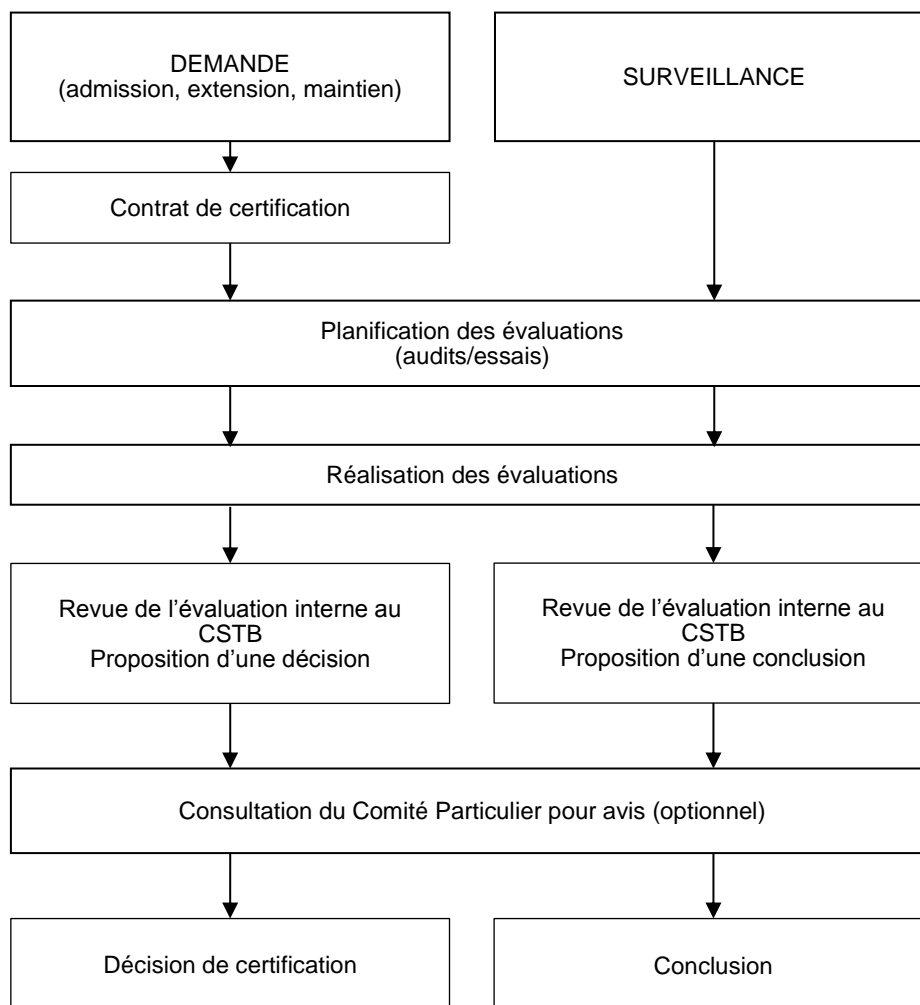 DEMANDE
(admission, extension, maintien)
SURVEILLANCE
Contrat de certification
Planification des évaluations
(audits/essais)
Réalisation des évaluations
Revue de l’évaluation interne au
CSTB
Proposition d’une décision
Revue de l’évaluation interne au
CSTB
Proposition d’une conclusion
Consultation du Comité Particulier pour avis (optionnel)
Décision de certification
Conclusion